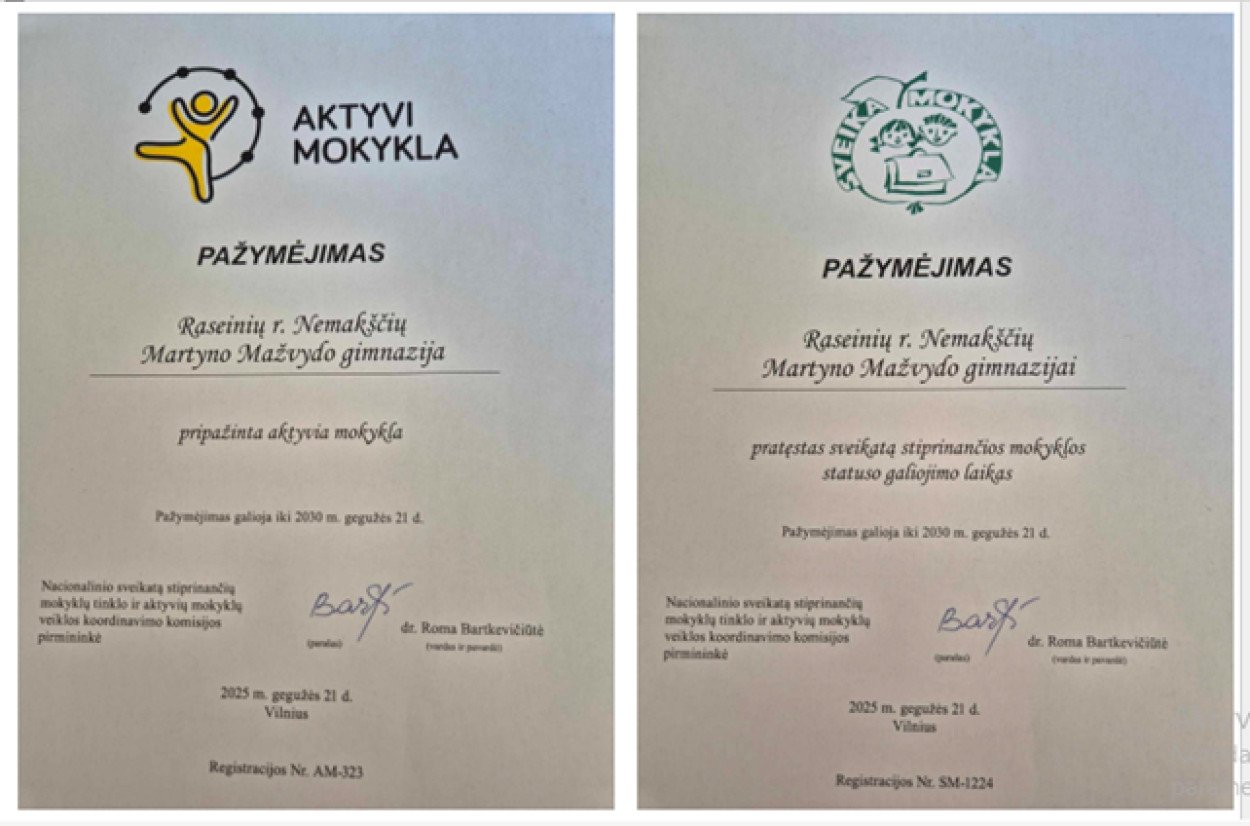 AKTYVI
MOKYKLA
PAŽYMĖJIMAS
Raseinių r. Nemakščių
Martyno Mažvydo gimnazija
pripažinta aktyvia mokykla
Pažymėjimas galioja iki 2030 m. gegužės 21 d.
Nacionalinio sveikatą stiprinančių
mokyklų tinklo ir aktyvių mokyklų
veiklos koordinavimo komisijos
pirmininkė
(parašas)
dr. Roma Bartkevičiūtė
(vardas ir pavardė)
2025 m. gegužės 21 d.
Vilnius
Registracijos Nr. AM-323
SVEIKA MOKYKLA
PAŽYMĖJIMAS
Raseinių r. Nemakščių
Martyno Mažvydo gimnazijai
pratęstas sveikatą stiprinančios mokyklos
statuso galiojimo laikas
Pažymėjimas galioja iki 2030 m. gegužės 21 d.
Nacionalinio sveikatą stiprinančių
mokyklų tinklo ir aktyvių mokyklų
veiklos koordinavimo komisijos
pirmininkė
(parašas)
dr. Roma Bartkevičiūtė
(vardas ir pavardė)
2025 m. gegužės 21 d.
Vilnius
Registracijos Nr. SM-1224